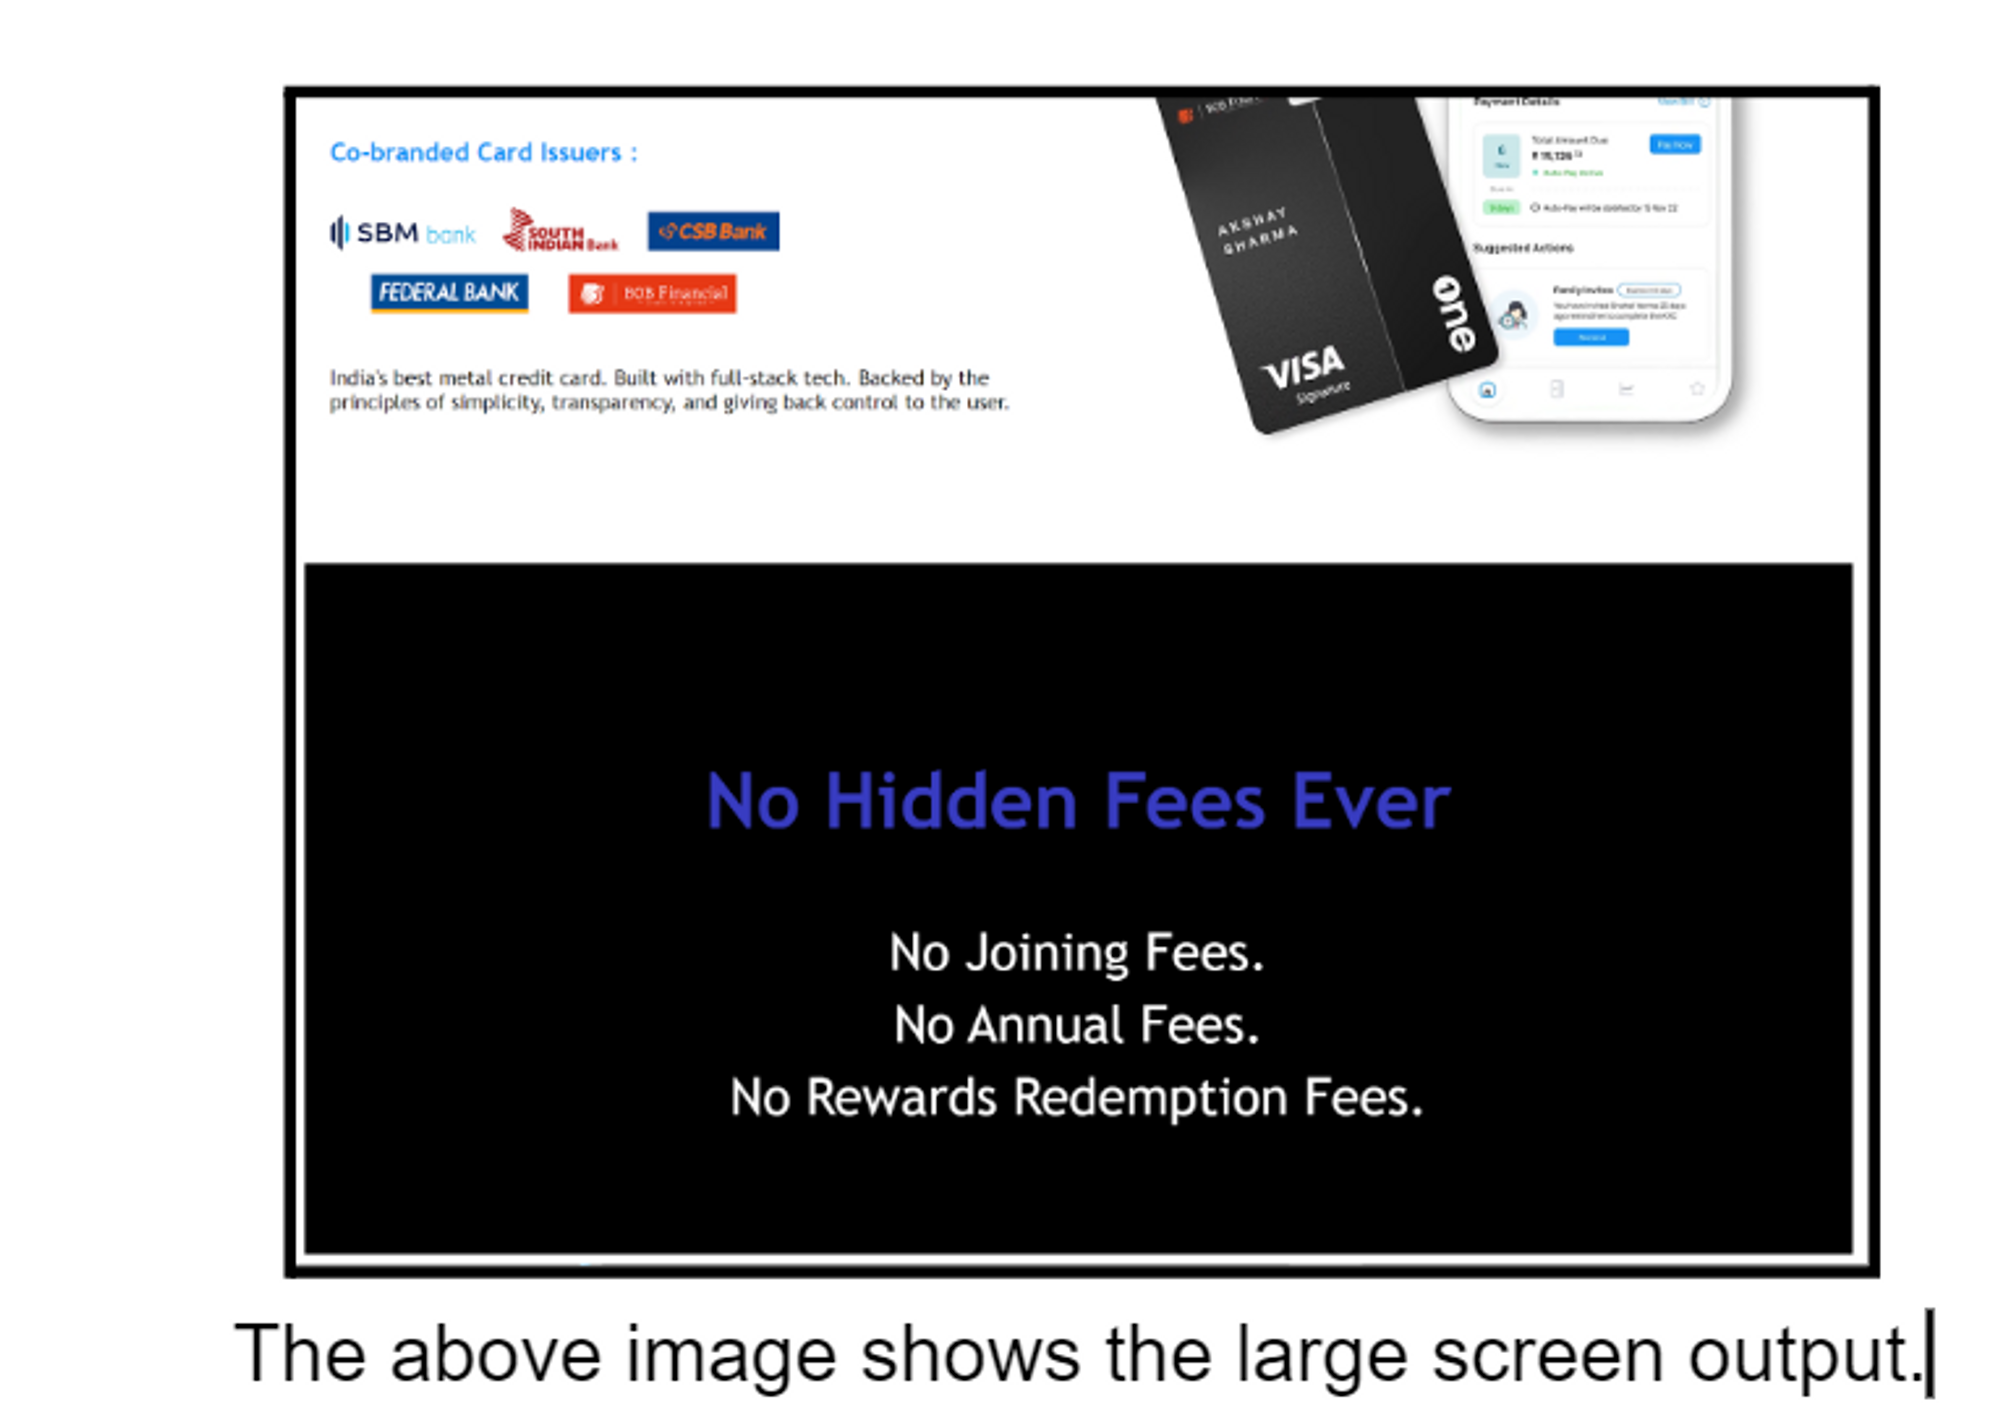 Co-branded Card Issuers :
SBM bank
SOUTH
INDIAN Bank
CSB Bank
FEDERAL BANK
BOB Financial
India's best metal credit card. Built with full-stack tech. Backed by the
principles of simplicity, transparency, and giving back control to the user.
AKSHAY
SHARMA
VISA
Signature
one
Payment Details
Total Amount Due
Pay Now
Suggested Actions
Family Invites
No Hidden Fees Ever
No Joining Fees.
No Annual Fees.
No Rewards Redemption Fees.
The above image shows the large screen output.